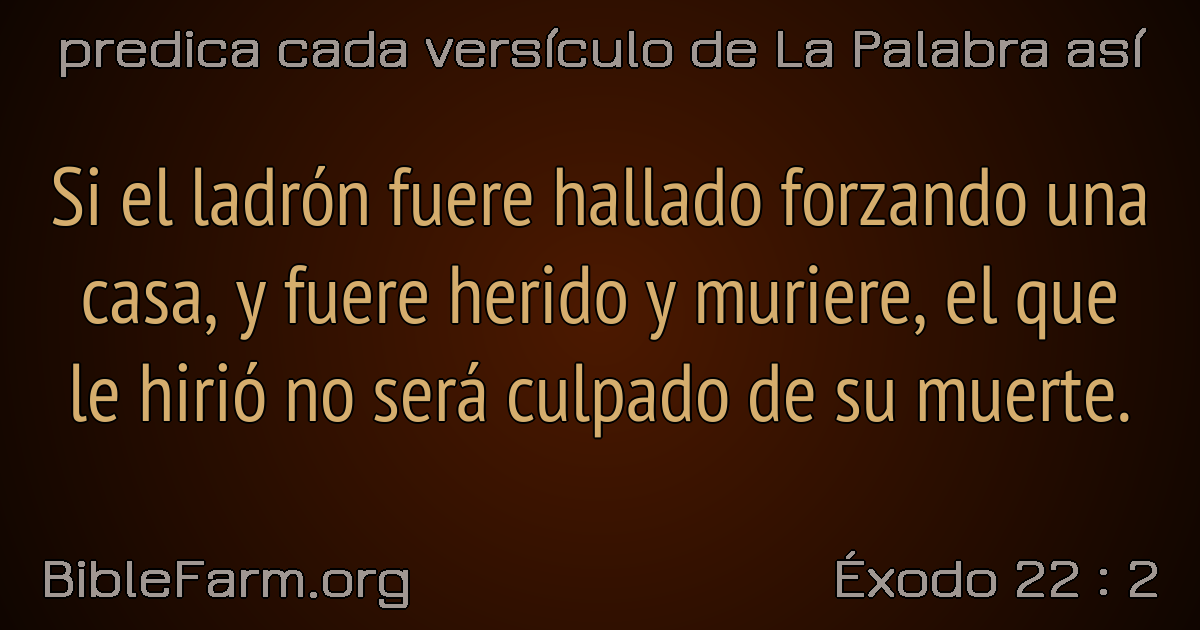 predica cada versículo de La Palabra así
Si el ladrón fuere hallado forzando una
casa, y fuere herido y muriere, el que
le hirió no será culpado de su muerte.
BibleFarm.org
Éxodo 22 : 2